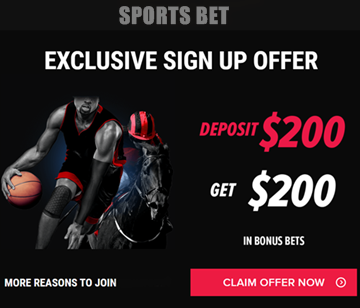 SPORTS BET
EXCLUSIVE SIGN UP OFFER
DEPOSIT $200
GET $200
IN BONUS BETS
MORE REASONS TO JOIN
CLAIM OFFER NOW